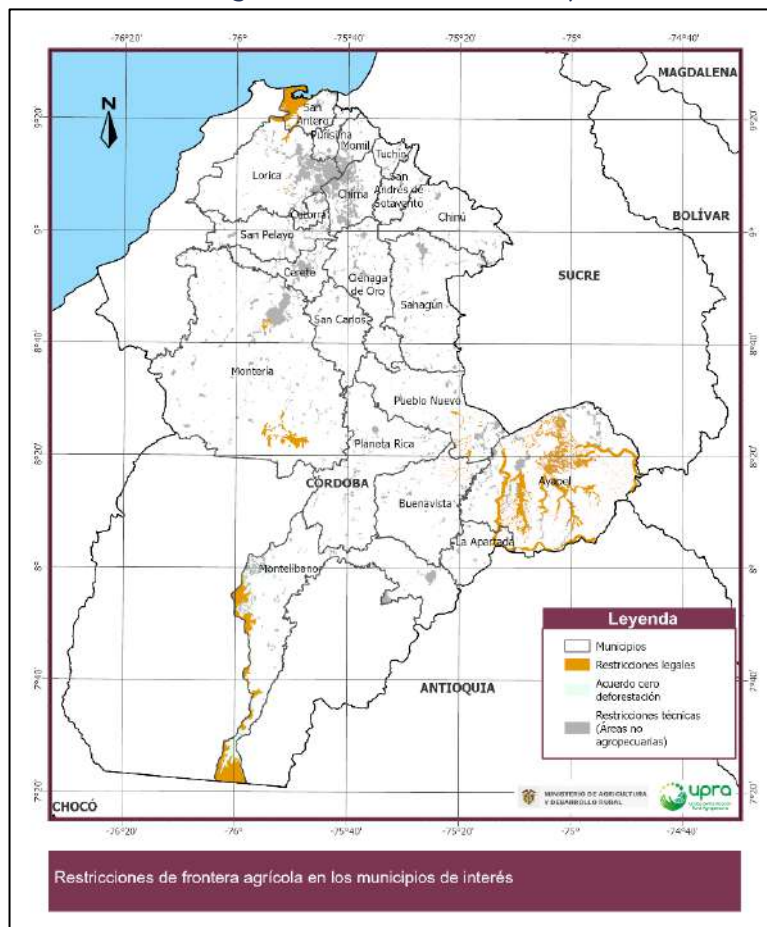 -76°20'
-76°
-75°40'
-75°20'
-75°
-74°40'
MAGDALENA
N
9°20'
9°20'
San
Antero
Purísima
Momil
Tuchín
Lorica
San
Andrés de
Sotavento
Chima
Chinú
Cotorra
BOLÍVAR
9°
San Pelayo
9°
Cereté
Ciénaga
de Oro
SUCRE
Sahagún
San Carlos
8°40'
8°40'
Montería
Pueblo Nuevo
Planeta Rica
8°20'
8°20'
CÓRDOBA
Ayapel
Buenavista
La Apartada
8°
Montelíbano
8°
Leyenda
Municipios
Restricciones legales
Acuerdo cero
deforestación
Restricciones técnicas
(Áreas no
agropecuarias)
7°40'
ANTIOQUIA
7°40'
7°20'
MINISTERIO DE AGRICULTURA
Y DESARROLLO RURAL
upra
7°20'
CHOCÓ
-76°20'
-76°
-75°40'
-75°20'
-75°
-74°40'
Restricciones de frontera agrícola en los municipios de interés